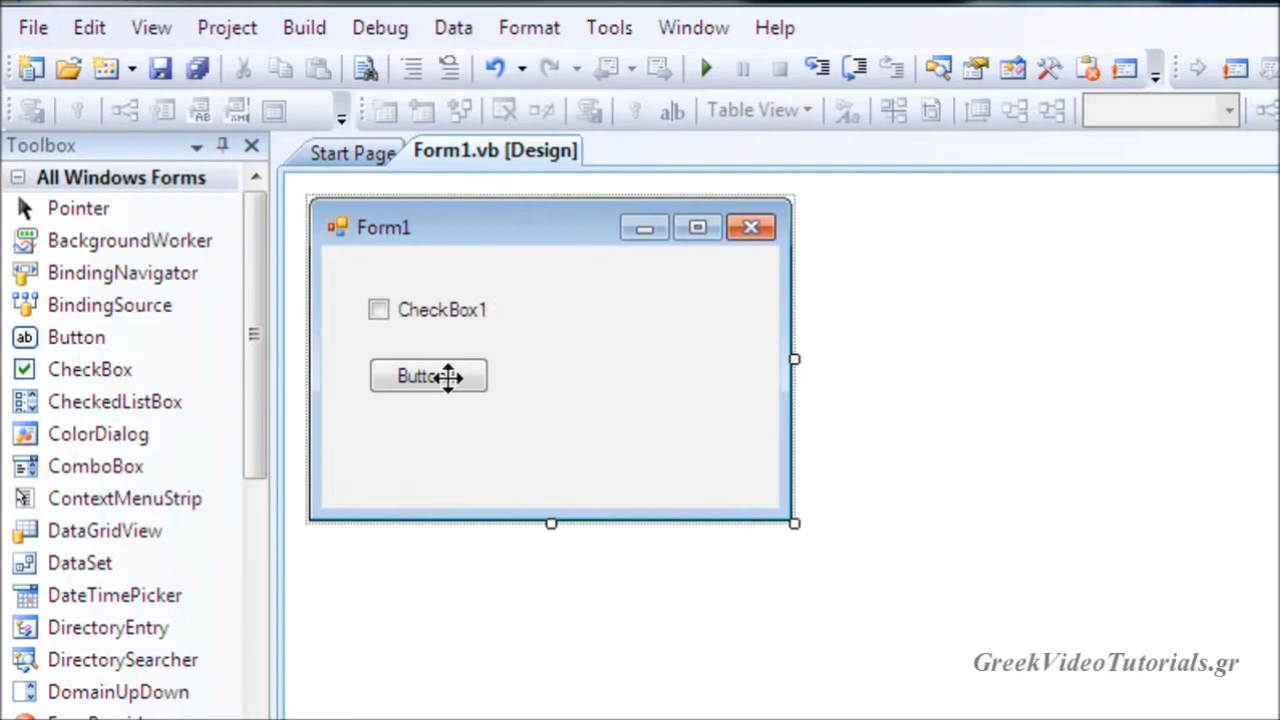 File Edit View Project Build Debug Data Format Tools Window Help
Table View
Toolbox
Start Page Form1.vb [Design]
All Windows Forms
Pointer
BackgroundWorker
BindingNavigator
BindingSource
Button
CheckBox
CheckedListBox
ColorDialog
ComboBox
ContextMenuStrip
DataGridView
DataSet
DateTimePicker
DirectoryEntry
DirectorySearcher
DomainUpDown
Form1
CheckBox1
GreekVideoTutorials.gr